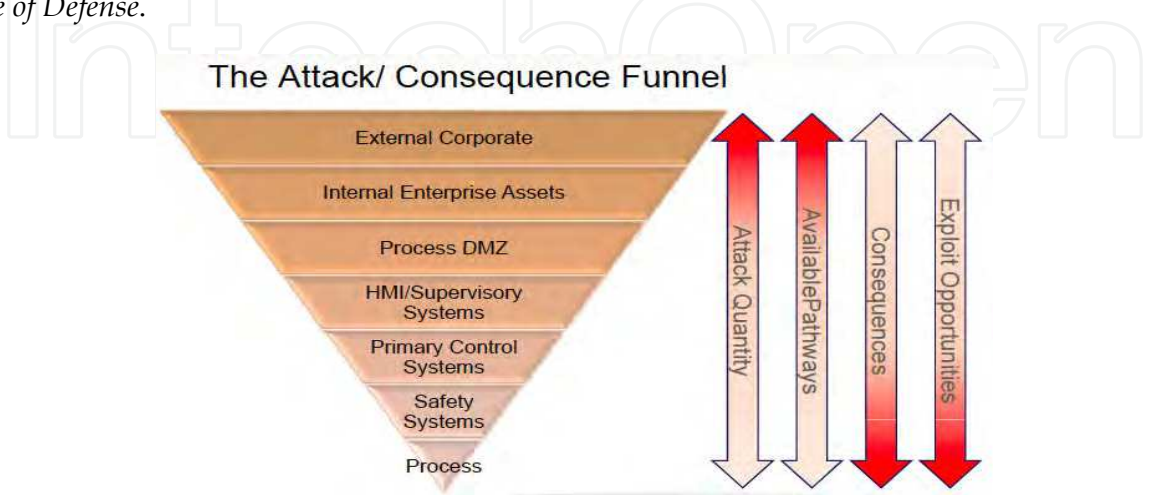 e of Defense.
IntechOpen
The Attack/ Consequence Funnel
External Corporate
Internal Enterprise Assets
Process DMZ
HMI/Supervisory
Systems
Primary Control
Systems
Safety
Systems
Process
Attack Quantity
AvailablePathways
Consequences
Exploit Opportunities